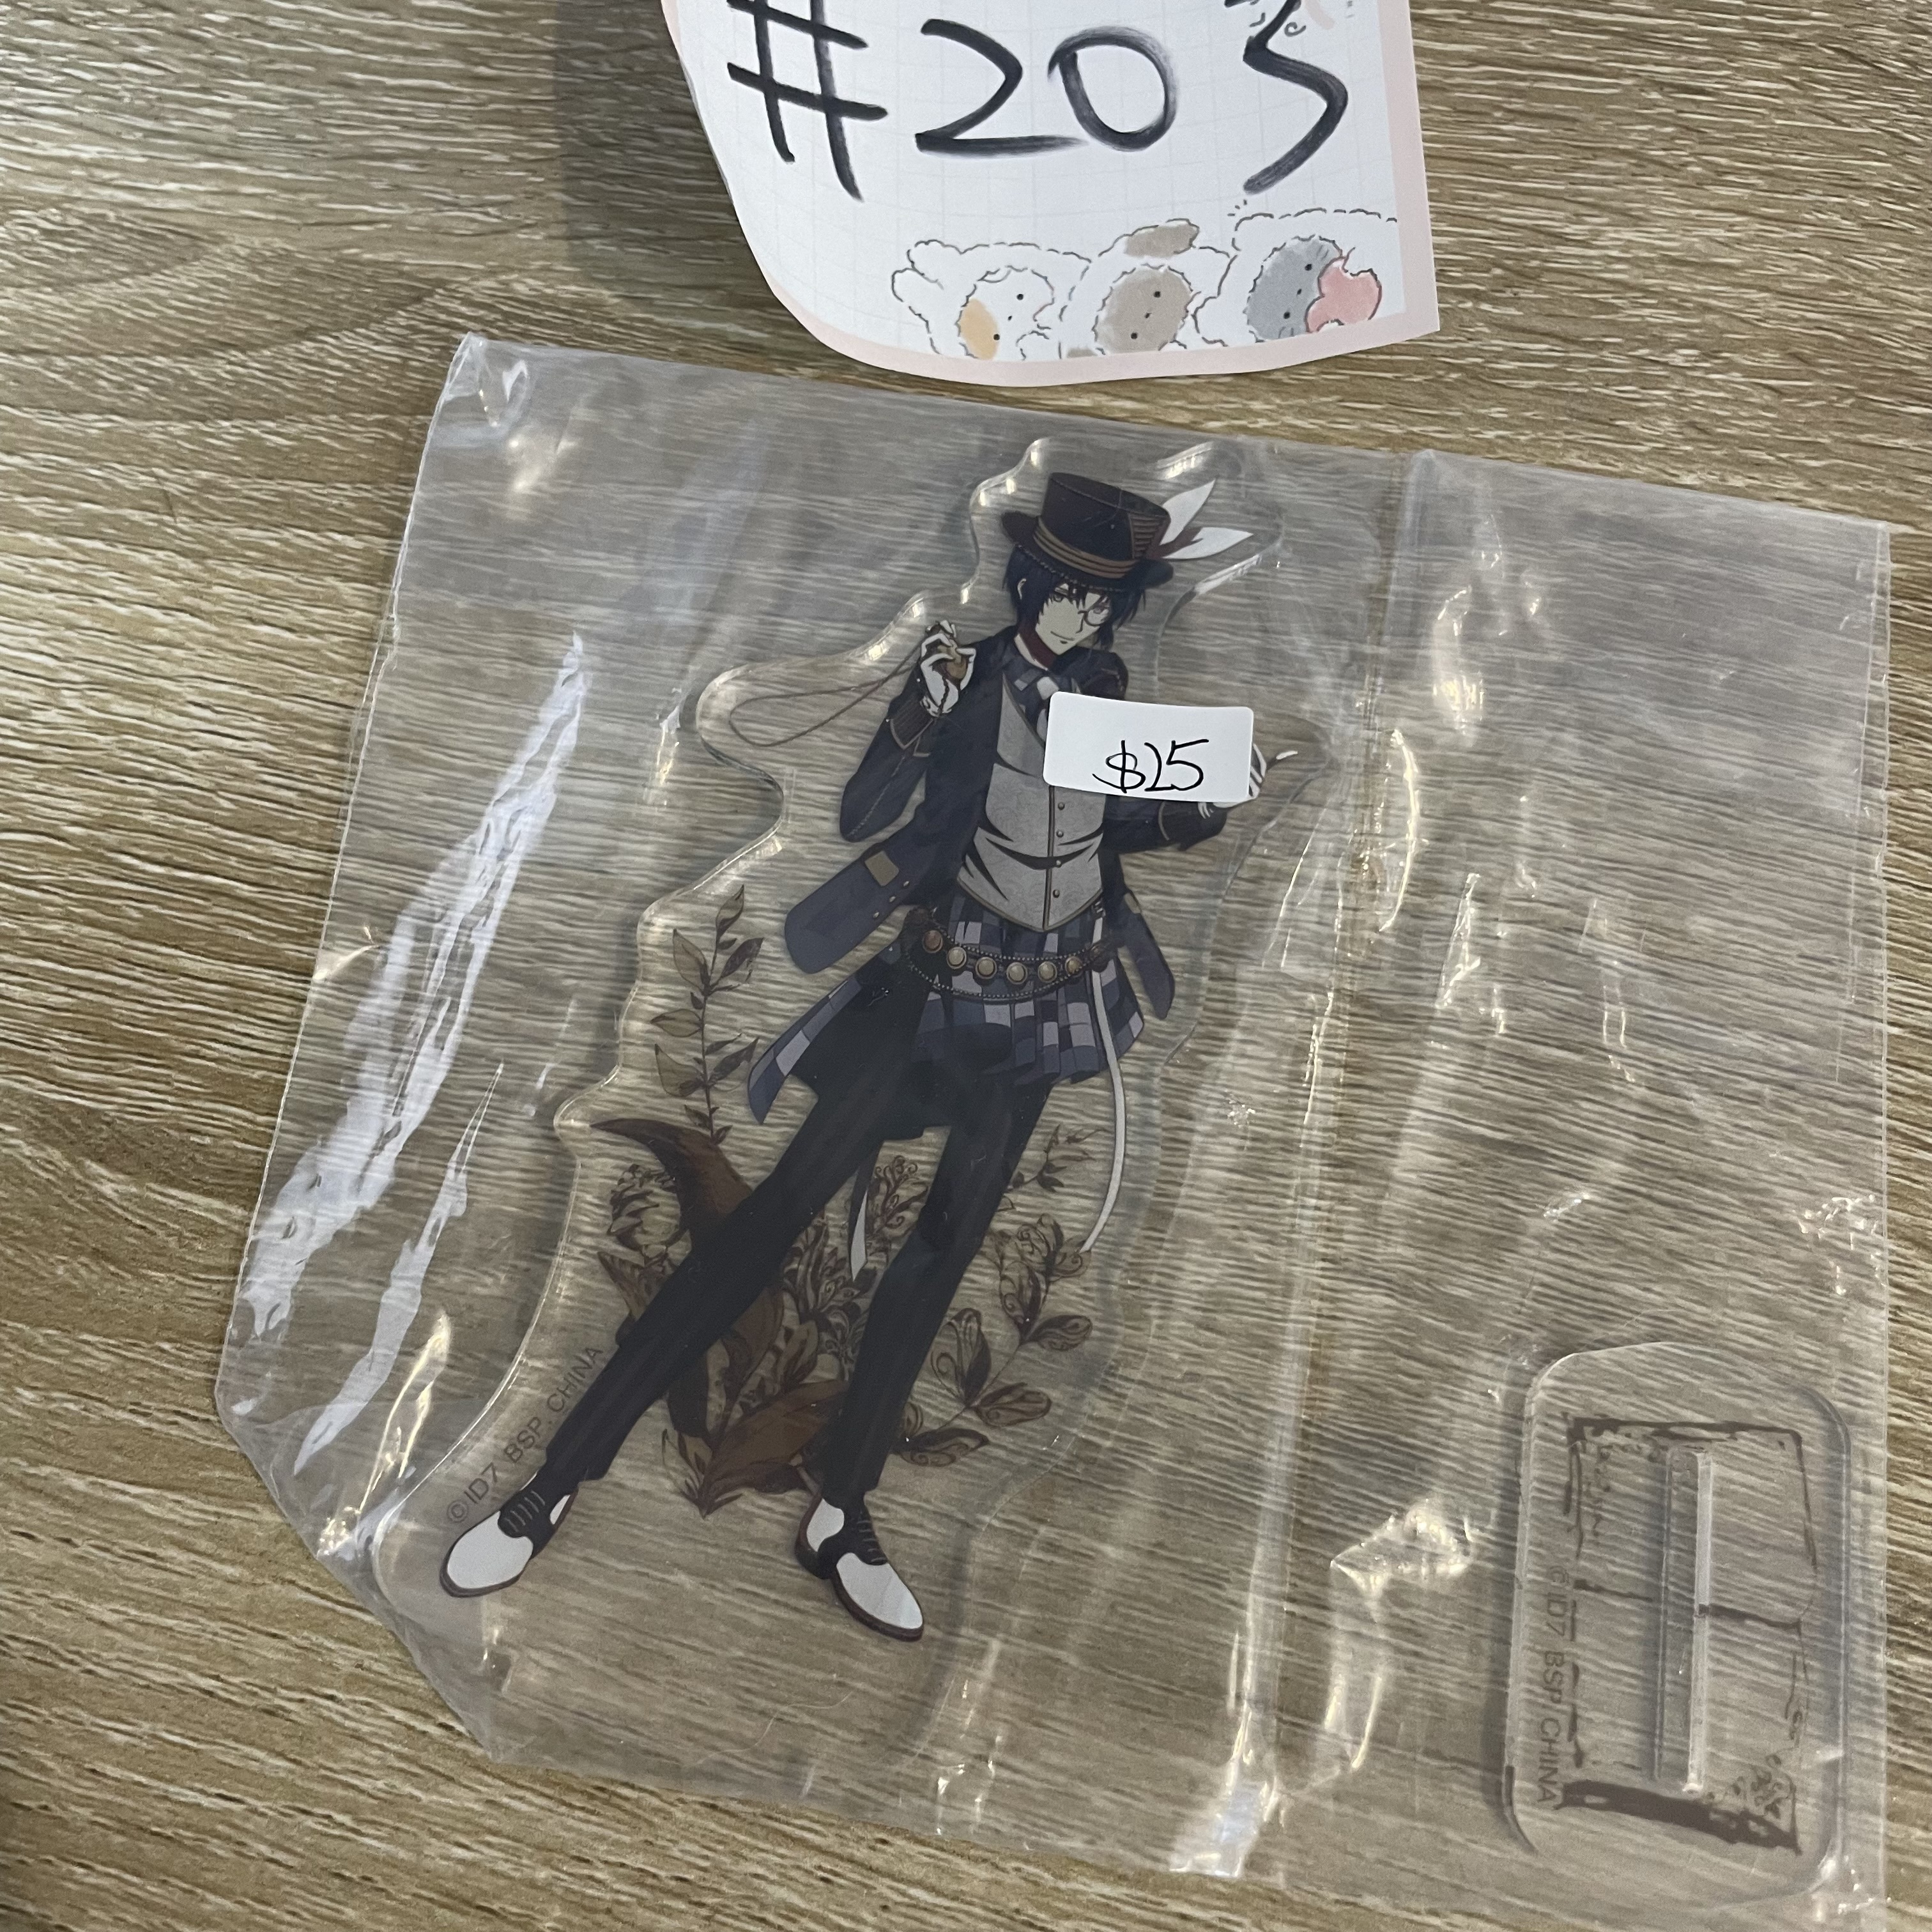 #203
$25
©ID7 BSP. CHINA
©ID7 BSP. CHINA